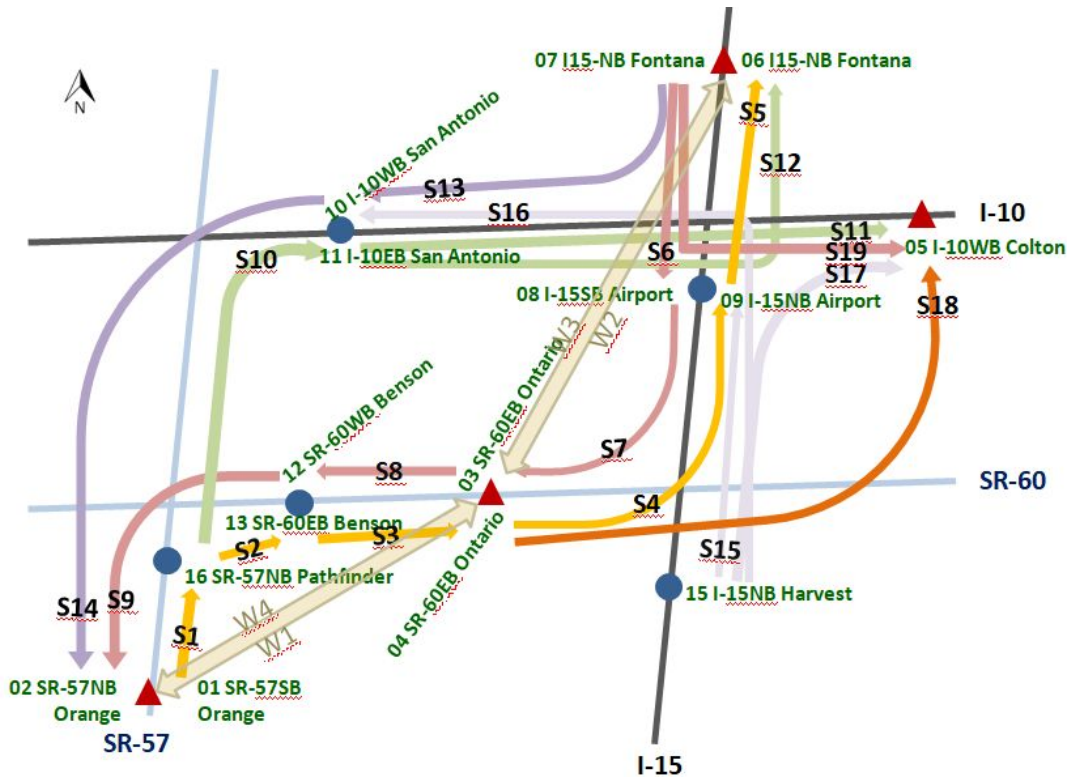 07 I15-NB Fontana
06 I15-NB Fontana
N
S5
10 I-10WB San Antonio
S12
S13
S16
I-10
S10
11 I-10EB San Antonio
S6
S11
S19
05 I-10WB Colton
S17
08 I-15SB Airport
09 I-15NB Airport
S18
W3
W2
12 SR-60WB Benson
03 SR-60EB Ontario
S8
S7
SR-60
S4
13 SR-60EB Benson
S2
S3
04 SR-60EB Ontario
S15
16 SR-57NB Pathfinder
15 I-15NB Harvest
S14
S9
S1
W4
W1
02 SR-57NB
Orange
01 SR-57SB
Orange
SR-57
I-15